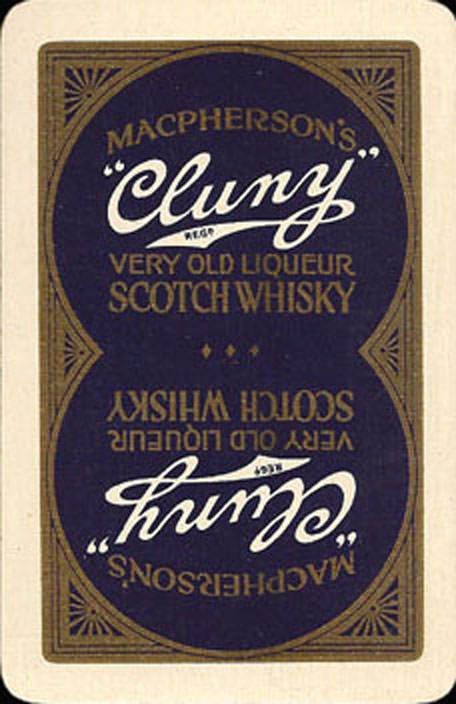 MACPHERSON'S
"Cluny"
REGD
VERY OLD LIQUEUR
SCOTCH WHISKY
SCOTCH WHISKY
VERY OLD LIQUEUR
REGD
"Cluny"
MACPHERSON'S